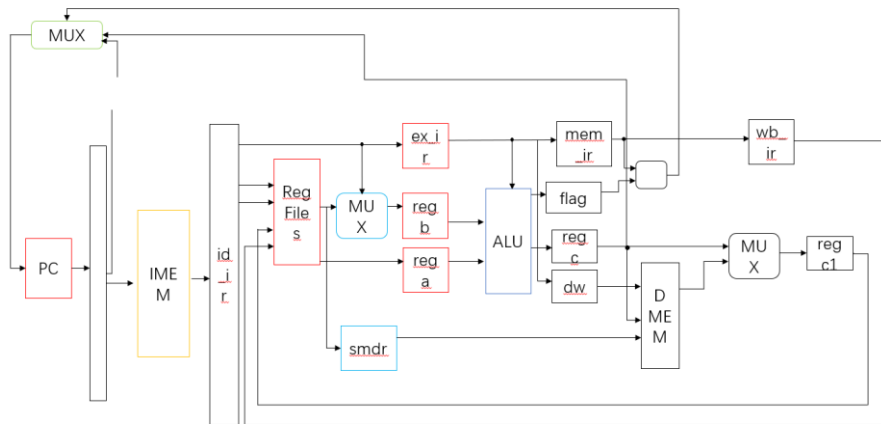 MUX
ex_i
r
mem
_ir
wb_
ir
Reg
File
s
MU
X
reg
b
flag
ALU
reg
c
MU
X
reg
c1
PC
IME
M
id
_i
r
reg
a
dw
D
ME
M
smdr